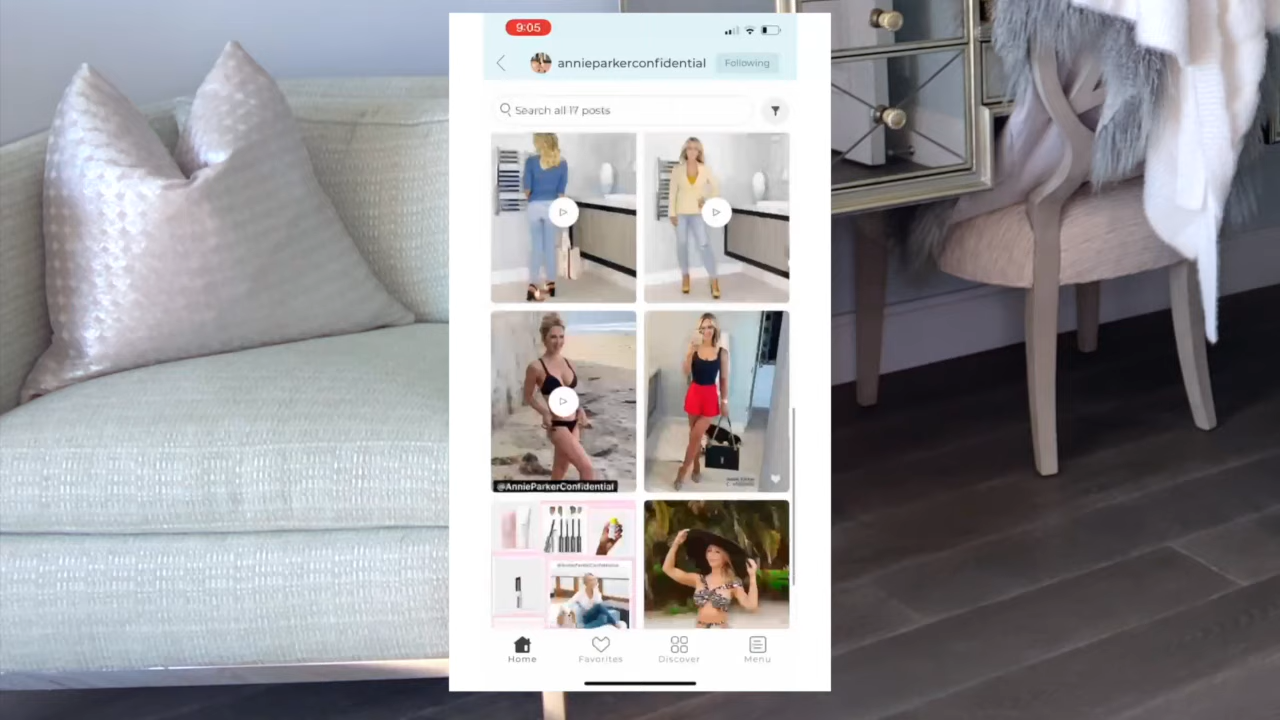 9:05
annieparkerconfidential
Following
Search all 17 posts
@AnnieParkerConfidential
Home
Favorites
Discover
Menu